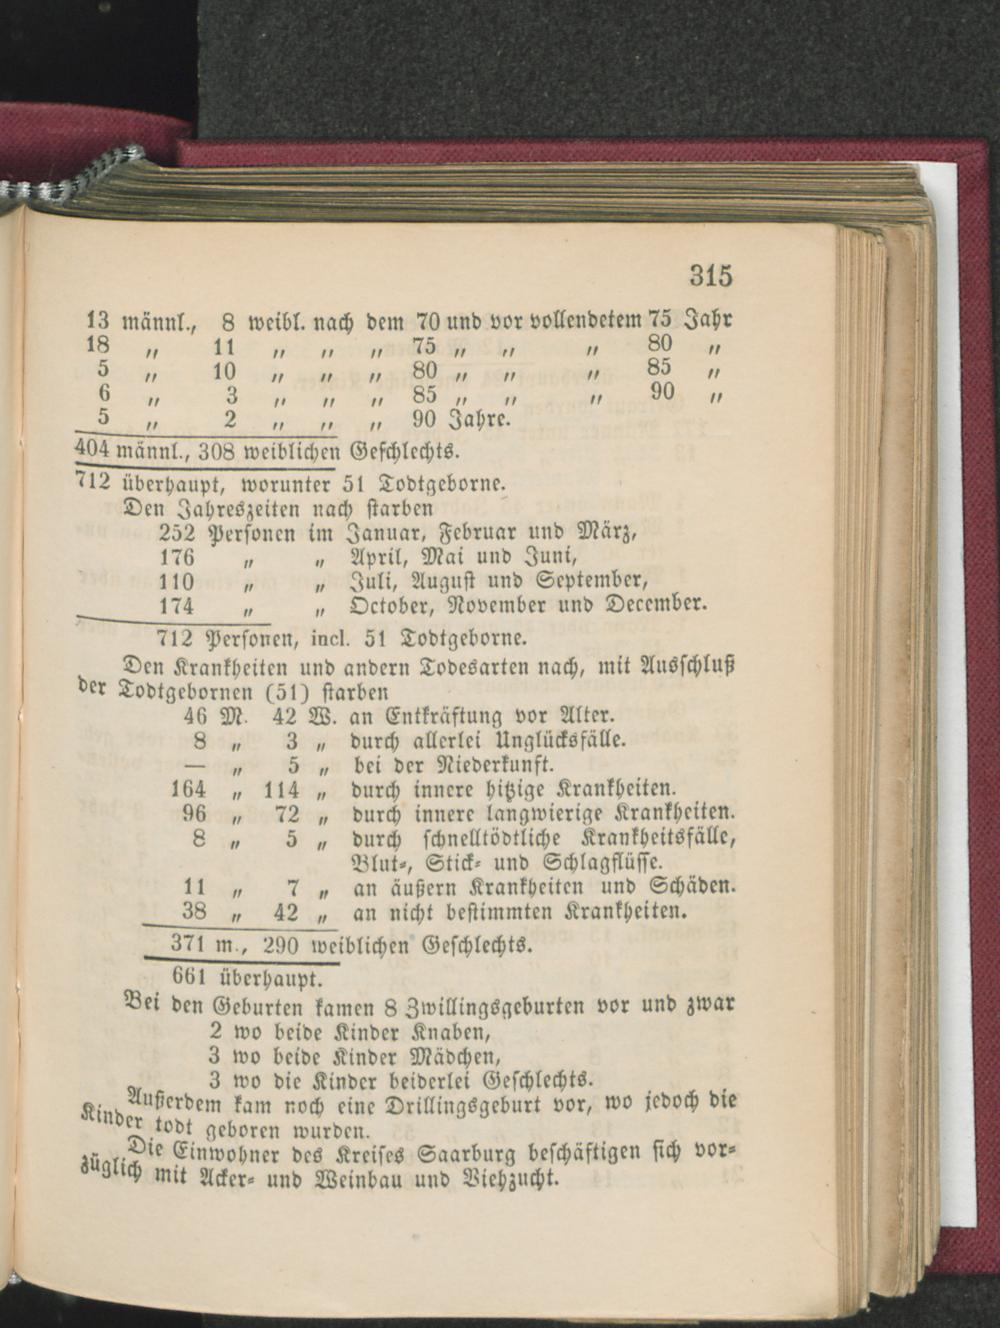 315
13 männl., 8 weibl. nach dem 70 und vor vollendetem 75 Jahr
18 „ 11 „ „ „ 75 „ „ „ 80 „
5 „ 10 „ „ „ 80 „ „ „ 85 „
6 „ 3 „ „ „ 85 „ „ „ 90 „
5 „ 2 „ „ „ 90 Jahre.
404 männl., 308 weiblichen Geschlechts.
712 überhaupt, worunter 51 Todtgeborne.
Den Jahreszeiten nach starben
252 Personen im Januar, Februar und März,
176 „ „ April, Mai und Juni,
110 „ „ Juli, August und September,
174 „ „ October, November und December.
712 Personen, incl. 51 Todtgeborne.
Den Krankheiten und andern Todesarten nach, mit Ausschluß
der Todtgebornen (51) starben
46 M. 42 W. an Entkräftung vor Alter.
8 „ 3 „ durch allerlei Unglücksfälle.
— „ 5 „ bei der Niederkunft.
164 „ 114 „ durch innere hitzige Krankheiten.
96 „ 72 „ durch innere langwierige Krankheiten.
8 „ 5 „ durch schnelltödtliche Krankheitsfälle,
Blut-, Stick- und Schlagflüsse.
11 „ 7 „ an äußern Krankheiten und Schäden.
38 „ 42 „ an nicht bestimmten Krankheiten.
371 m., 290 weiblichen Geschlechts.
661 überhaupt.
Bei den Geburten kamen 8 Zwillingsgeburten vor und zwar
2 wo beide Kinder Knaben,
3 wo beide Kinder Mädchen,
3 wo die Kinder beiderlei Geschlechts.
Außerdem kam noch eine Drillingsgeburt vor, wo jedoch die
Kinder todt geboren wurden.
Die Einwohner des Kreises Saarburg beschäftigen sich vor-
züglich mit Acker- und Weinbau und Viehzucht.